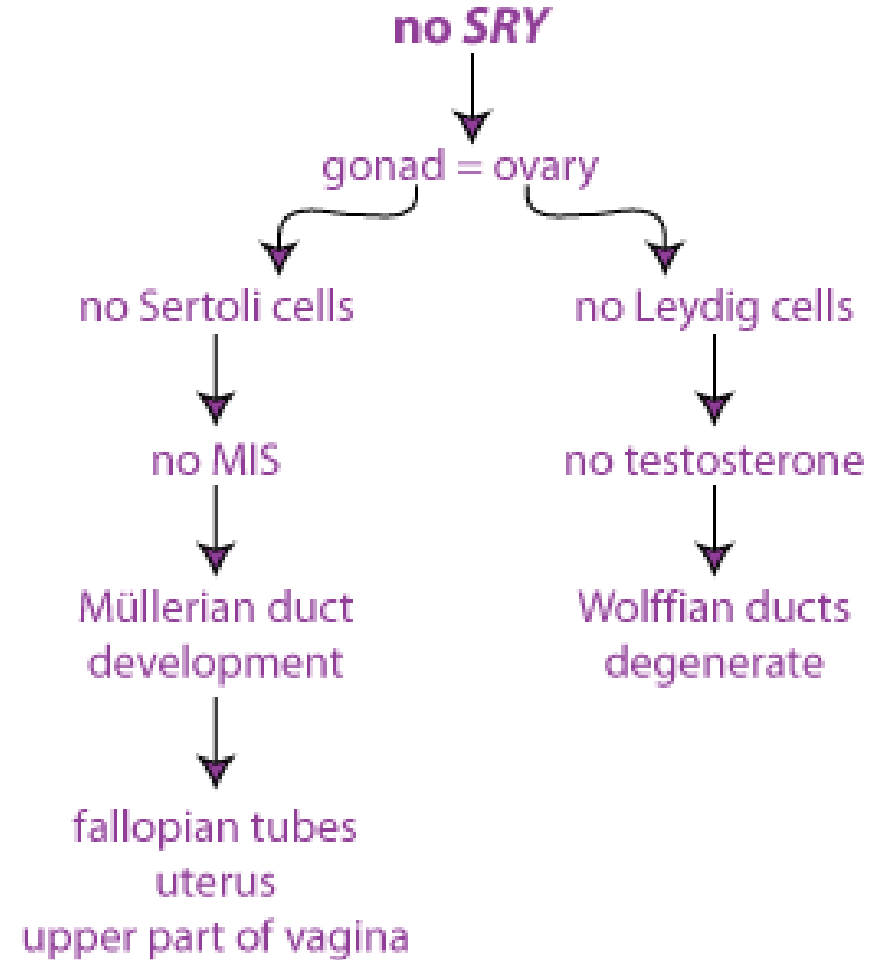 no SRY
gonad = ovary
no Sertoli cells
no Leydig cells
no MIS
no testosterone
Müllerian duct
development
Wolffian ducts
degenerate
fallopian tubes
uterus
upper part of vagina